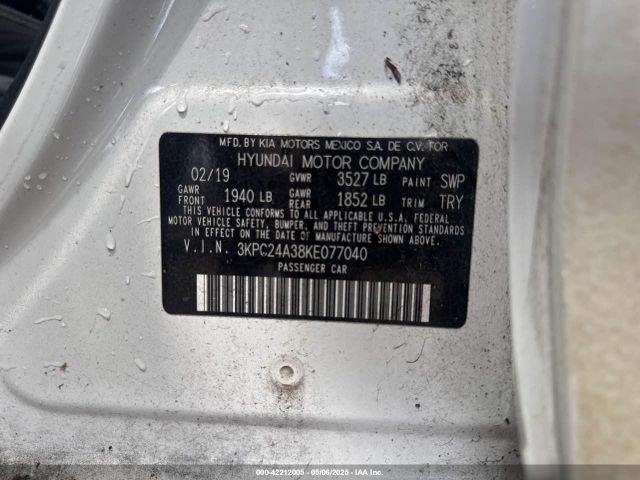 MFD. BY KIA MOTORS MEXICO S.A. DE C.V. FOR
HYUNDAI MOTOR COMPANY
02/19 GVWR 3527 LB PAINT SWP
GAWR FRONT 1940 LB GAWR REAR 1852 LB TRIM TRY
THIS VEHICLE CONFORMS TO ALL APPLICABLE U.S.A. FEDERAL
MOTOR VEHICLE SAFETY, BUMPER, AND THEFT PREVENTION STANDARDS
IN EFFECT ON THE DATE OF MANUFACTURE SHOWN ABOVE.
V.I.N. 3KPC24A38KE077040
PASSENGER CAR
000-42212005 - 05/06/2025 - IAA Inc.